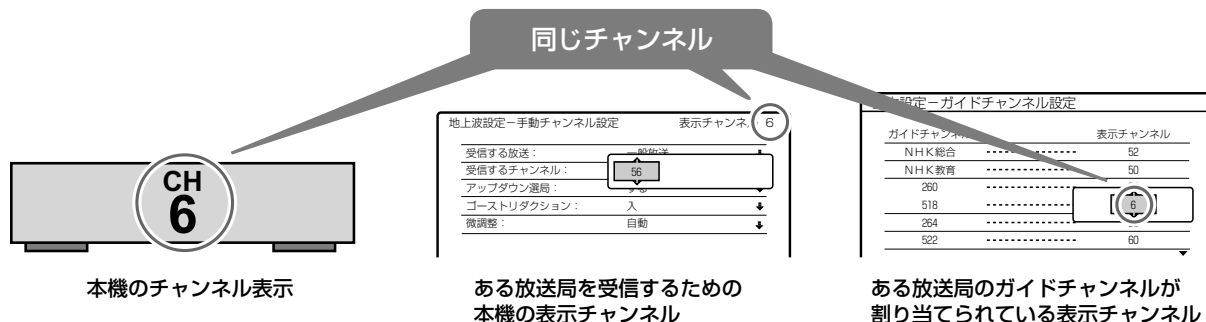 同じチャンネル
CH
6
本機のチャンネル表示
地上波設定－手動チャンネル設定 表示チャンネル 6
受信する放送： 一般放送
受信するチャンネル： 56
アップダウン選局： する
ゴーストリダクション： 入
微調整： 自動
ある放送局を受信するための
本機の表示チャンネル
設定－ガイドチャンネル設定
ガイドチャンネル 表示チャンネル
NHK総合 52
NHK教育 50
260
518 6
264
522 60
ある放送局のガイドチャンネルが
割り当てられている表示チャンネル